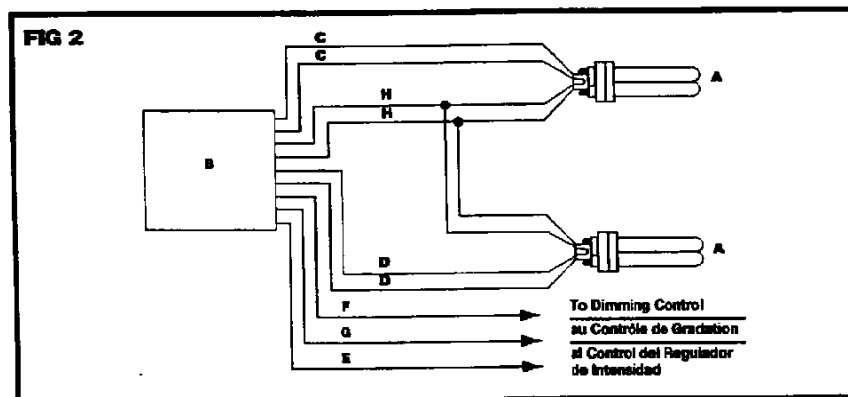 FIG 2
C
C
A
H
H
B
A
D
D
F
To Dimming Control
au Contrôle de Gradation
G
al Control del Regulador
de Intensidad
E